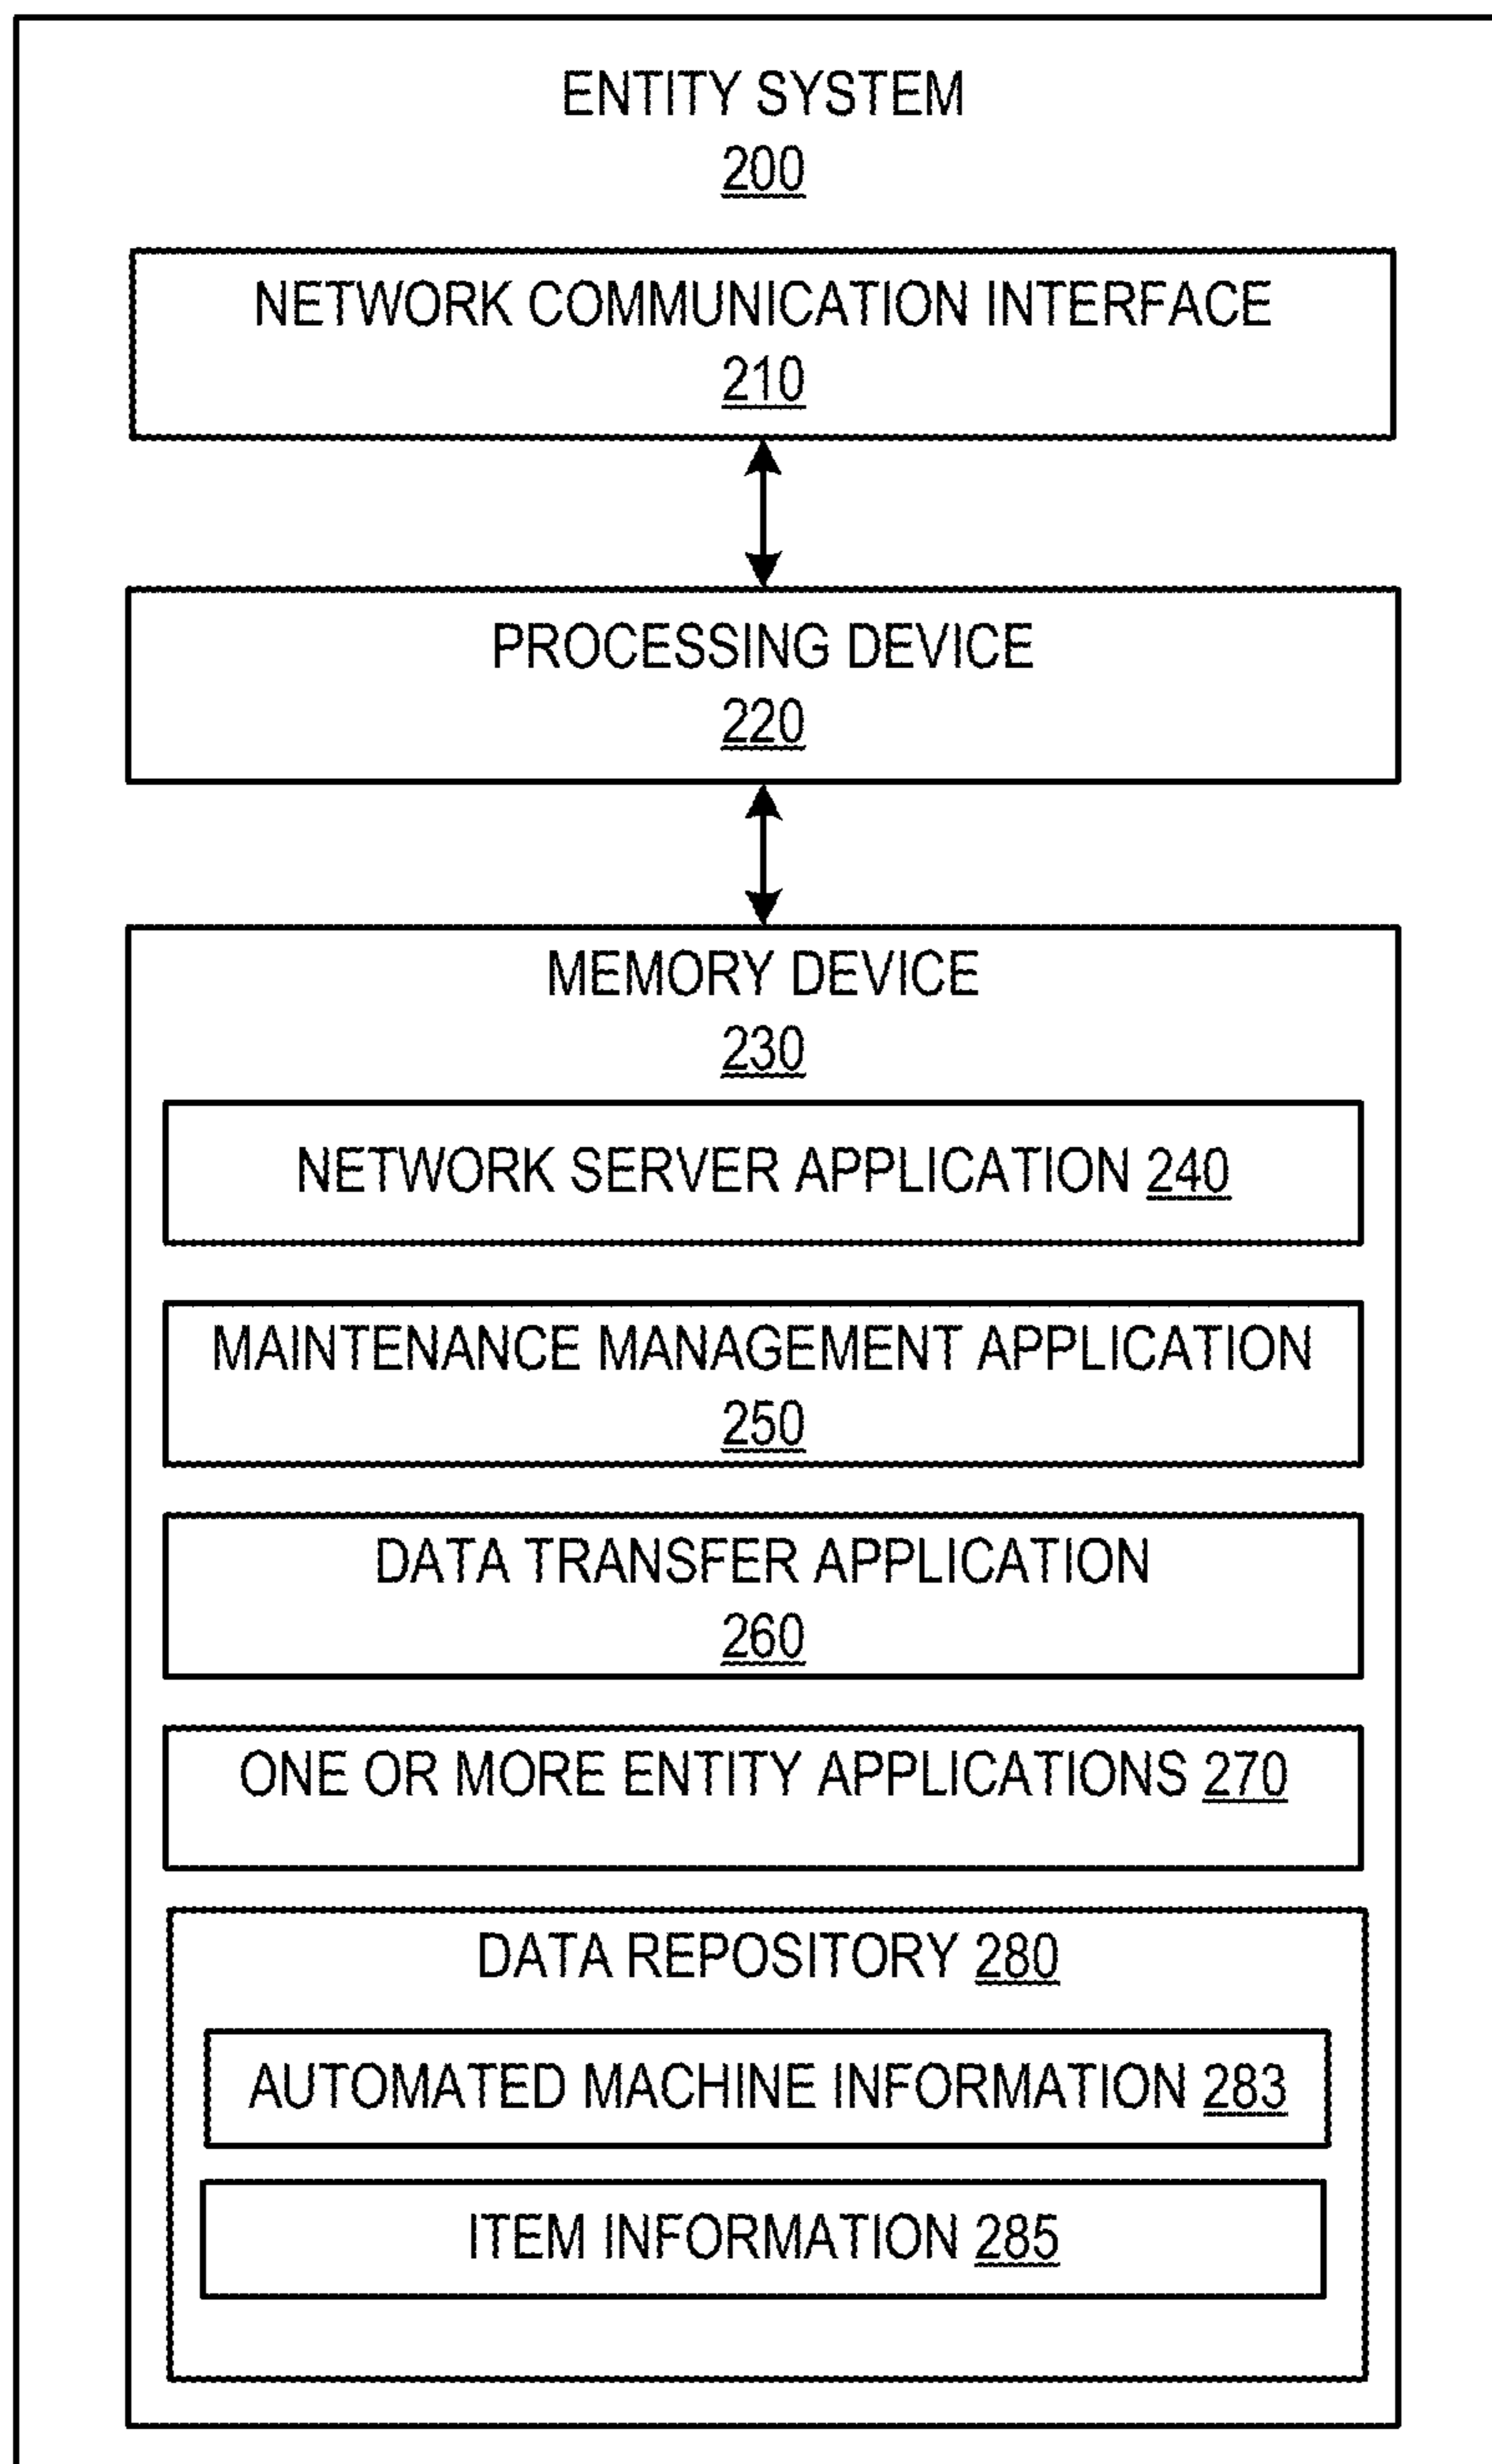 ENTITY SYSTEM
200
NETWORK COMMUNICATION INTERFACE
210
PROCESSING DEVICE
220
MEMORY DEVICE
230
NETWORK SERVER APPLICATION 240
MAINTENANCE MANAGEMENT APPLICATION
250
DATA TRANSFER APPLICATION
260
ONE OR MORE ENTITY APPLICATIONS 270
DATA REPOSITORY 280
AUTOMATED MACHINE INFORMATION 283
ITEM INFORMATION 285